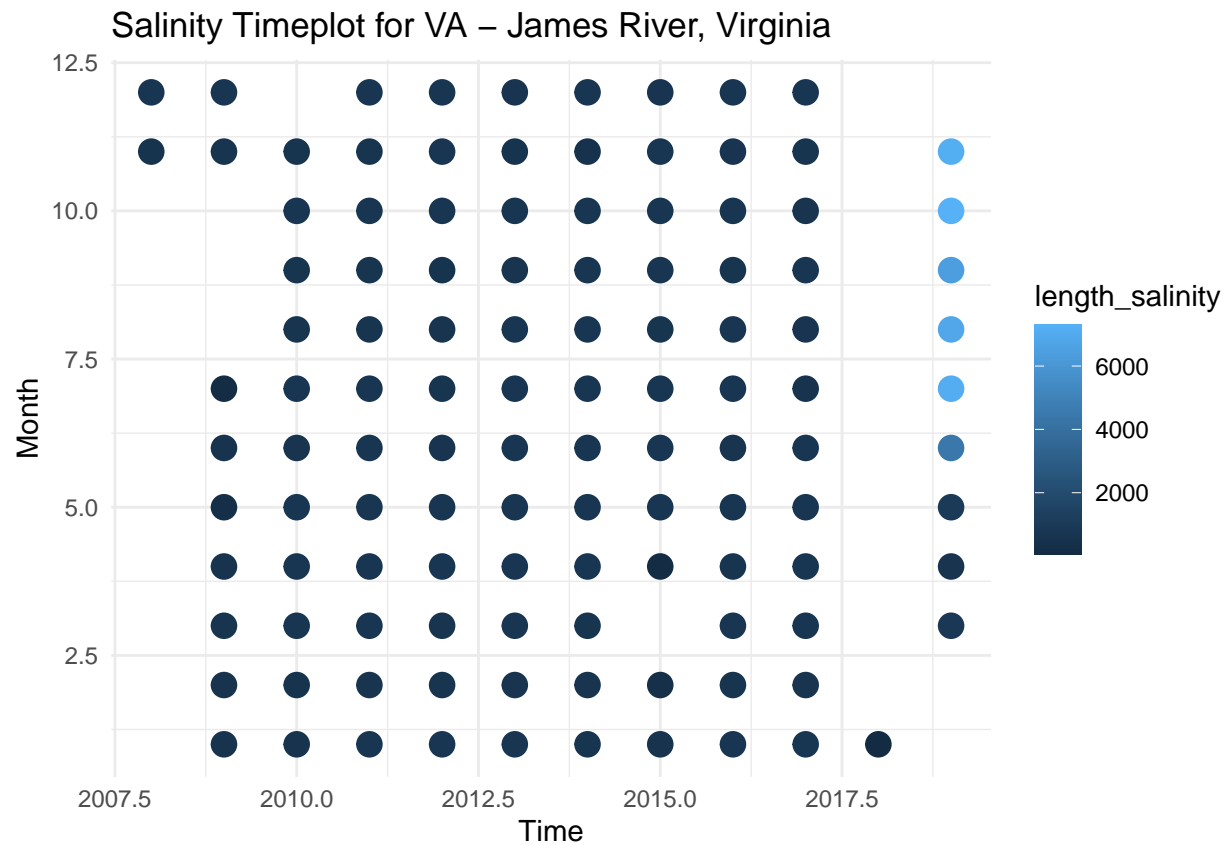 Salinity Timeplot for VA – James River, Virginia
12.5
10.0
7.5
5.0
2.5
Month
2007.5 2010.0 2012.5 2015.0 2017.5
Time
length_salinity
6000
4000
2000